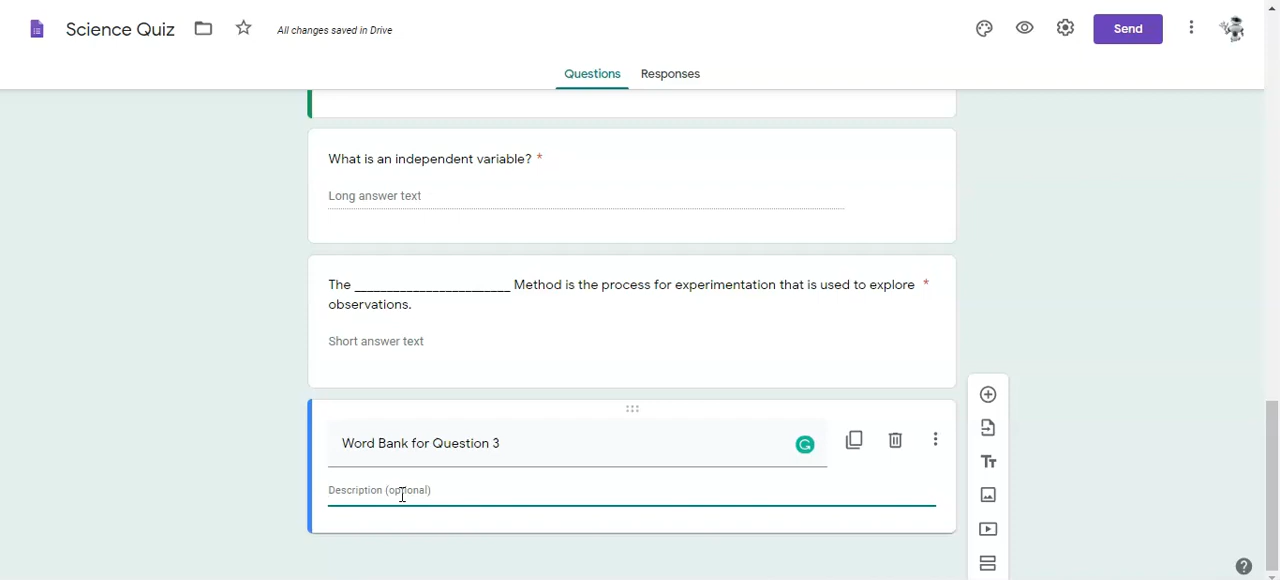 Science Quiz
All changes saved in Drive
Send
Questions Responses
What is an independent variable? *
Long answer text
The ______________________ Method is the process for experimentation that is used to explore *
observations.
Short answer text
Word Bank for Question 3
Description (optional)
Tt